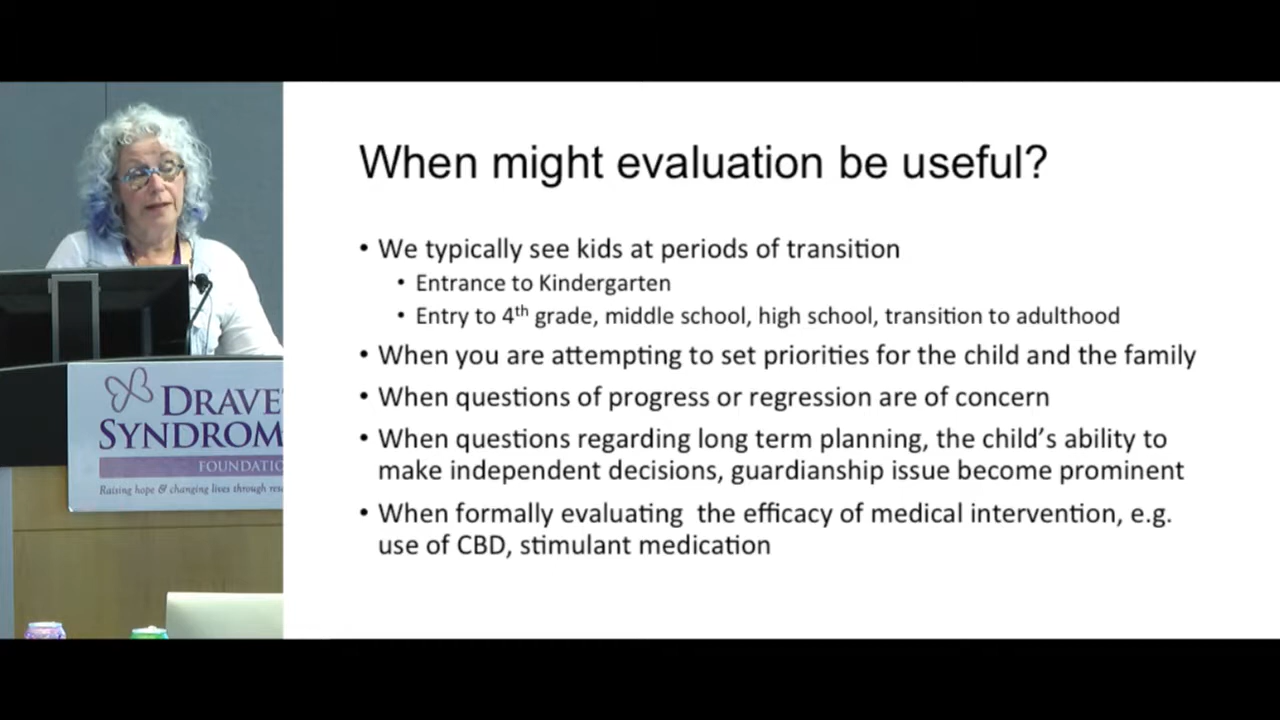 When might evaluation be useful?
• We typically see kids at periods of transition
• Entrance to Kindergarten
• Entry to 4th grade, middle school, high school, transition to adulthood
• When you are attempting to set priorities for the child and the family
• When questions of progress or regression are of concern
• When questions regarding long term planning, the child's ability to
make independent decisions, guardianship issue become prominent
• When formally evaluating  the efficacy of medical intervention, e.g.
use of CBD, stimulant medication
DRAVE
SYNDROM
FOUNDATIO
Raising hope & changing lives through